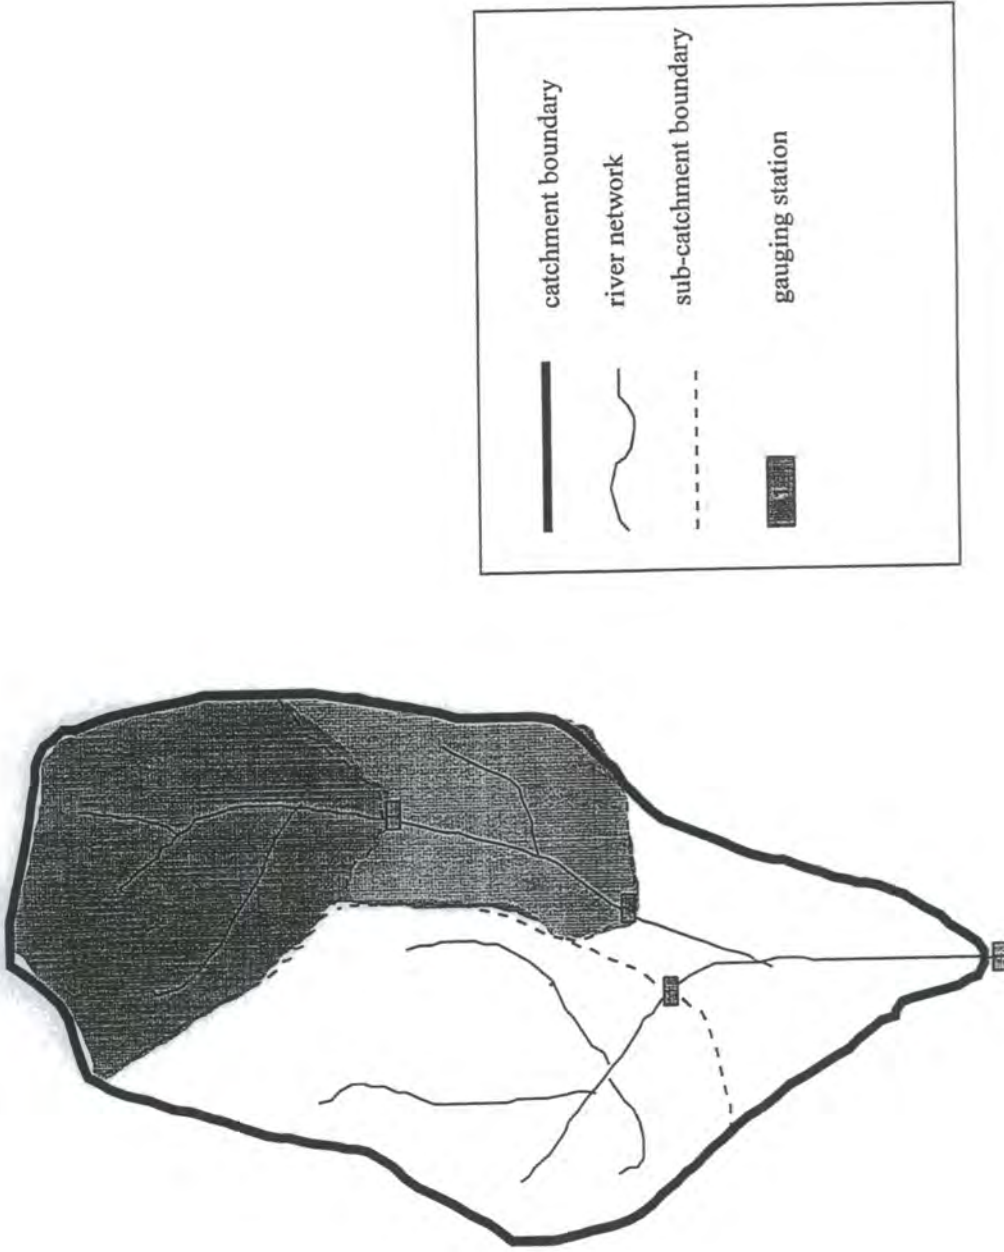 catchment boundary
river network
sub-catchment boundary
gauging station